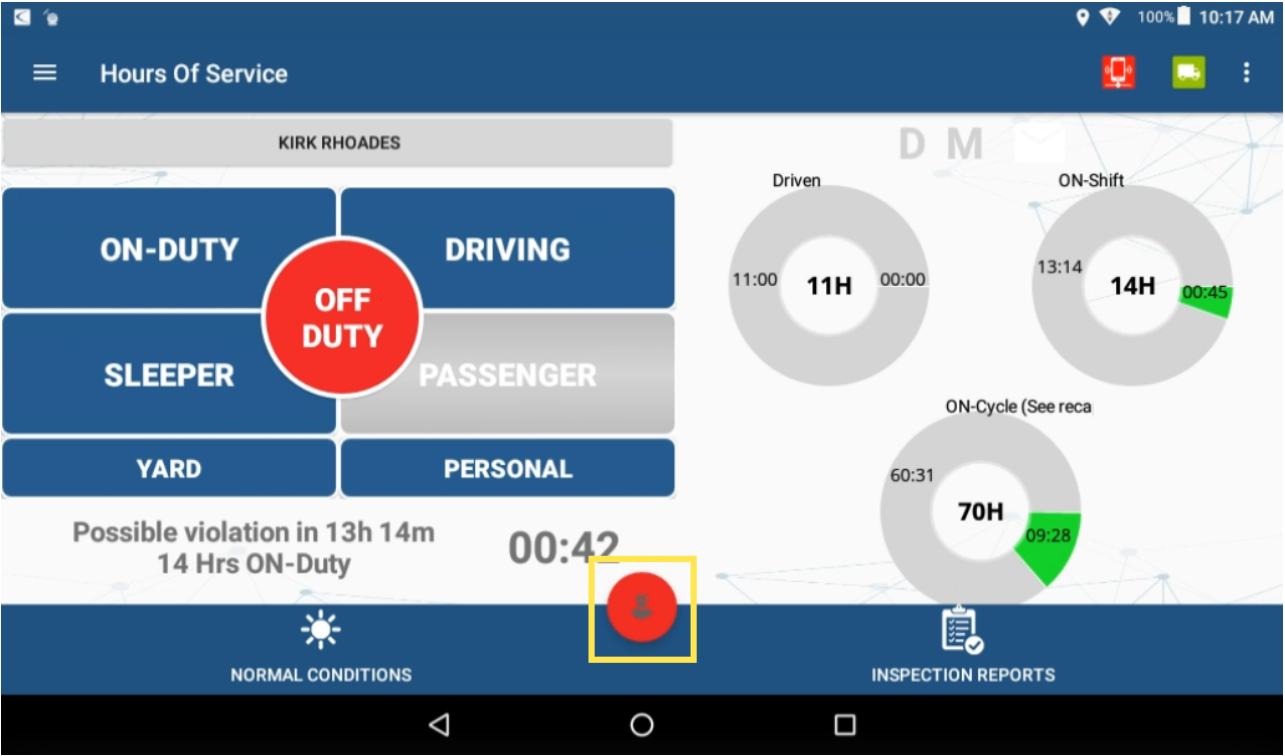 100% 10:17 AM
Hours Of Service
KIRK RHOADES
D M
ON-DUTY
DRIVING
OFF
DUTY
SLEEPER
PASSENGER
YARD
PERSONAL
Possible violation in 13h 14m
14 Hrs ON-Duty
00:42
Driven
11:00
11H
00:00
ON-Shift
13:14
14H
00:45
ON-Cycle (See reca
60:31
70H
09:28
NORMAL CONDITIONS
INSPECTION REPORTS